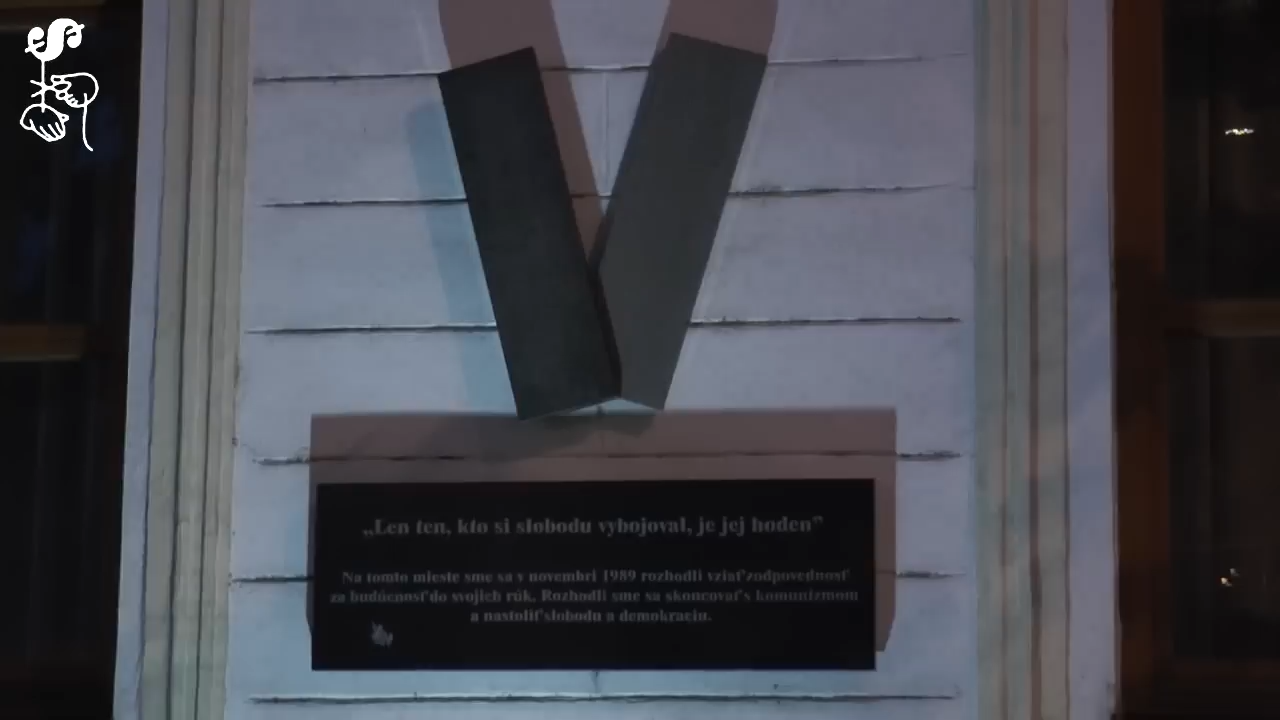 „Len ten, kto si slobodu vybojoval, je jej hoden”
Na tomto mieste sme sa v novembri 1989 rozhodli vziať zodpovednosť
za budúcnosť do svojich rúk. Rozhodli sme sa skoncovať s komunizmom
a nastoliť slobodu a demokraciu.